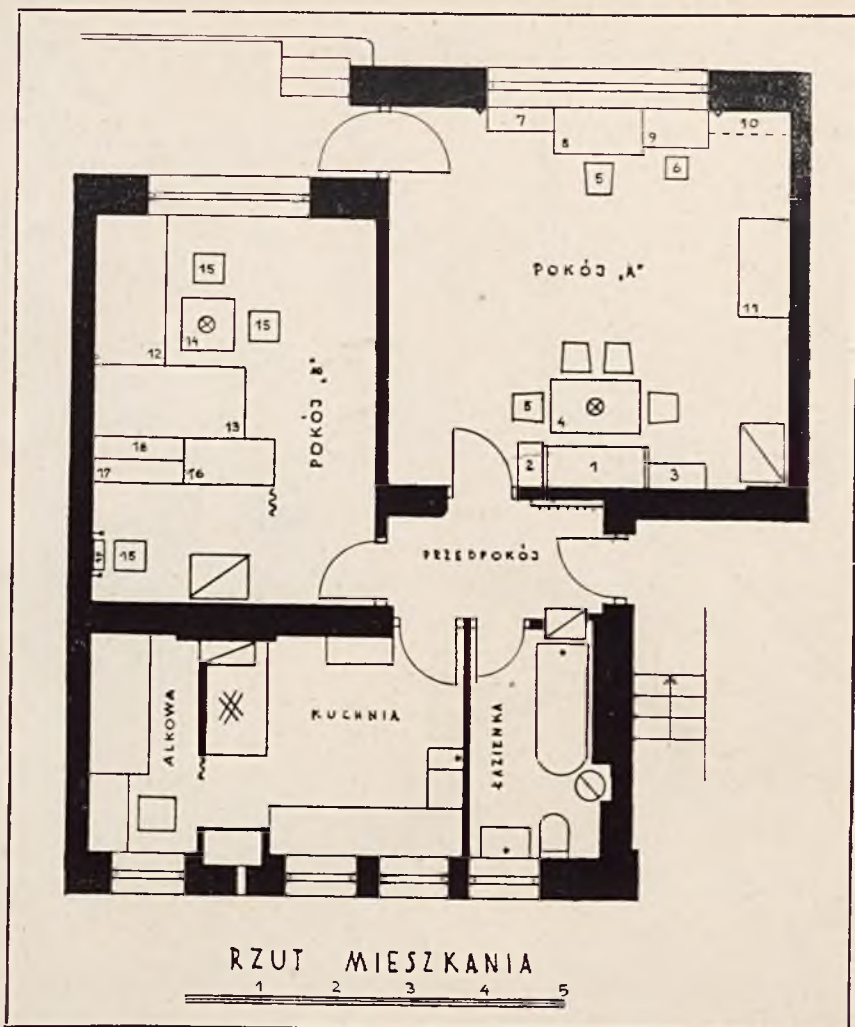 7 8 9 10
5 6
POKÓJ „A"
11
15
14 15
12
POKÓJ „B"
13
5 4
2 1 3
18
17 16
15
PRZEDPOKÓJ
ALKOWA
KUCHNIA
ŁAZIENKA
RZUT MIESZKANIA
1 2 3 4 5